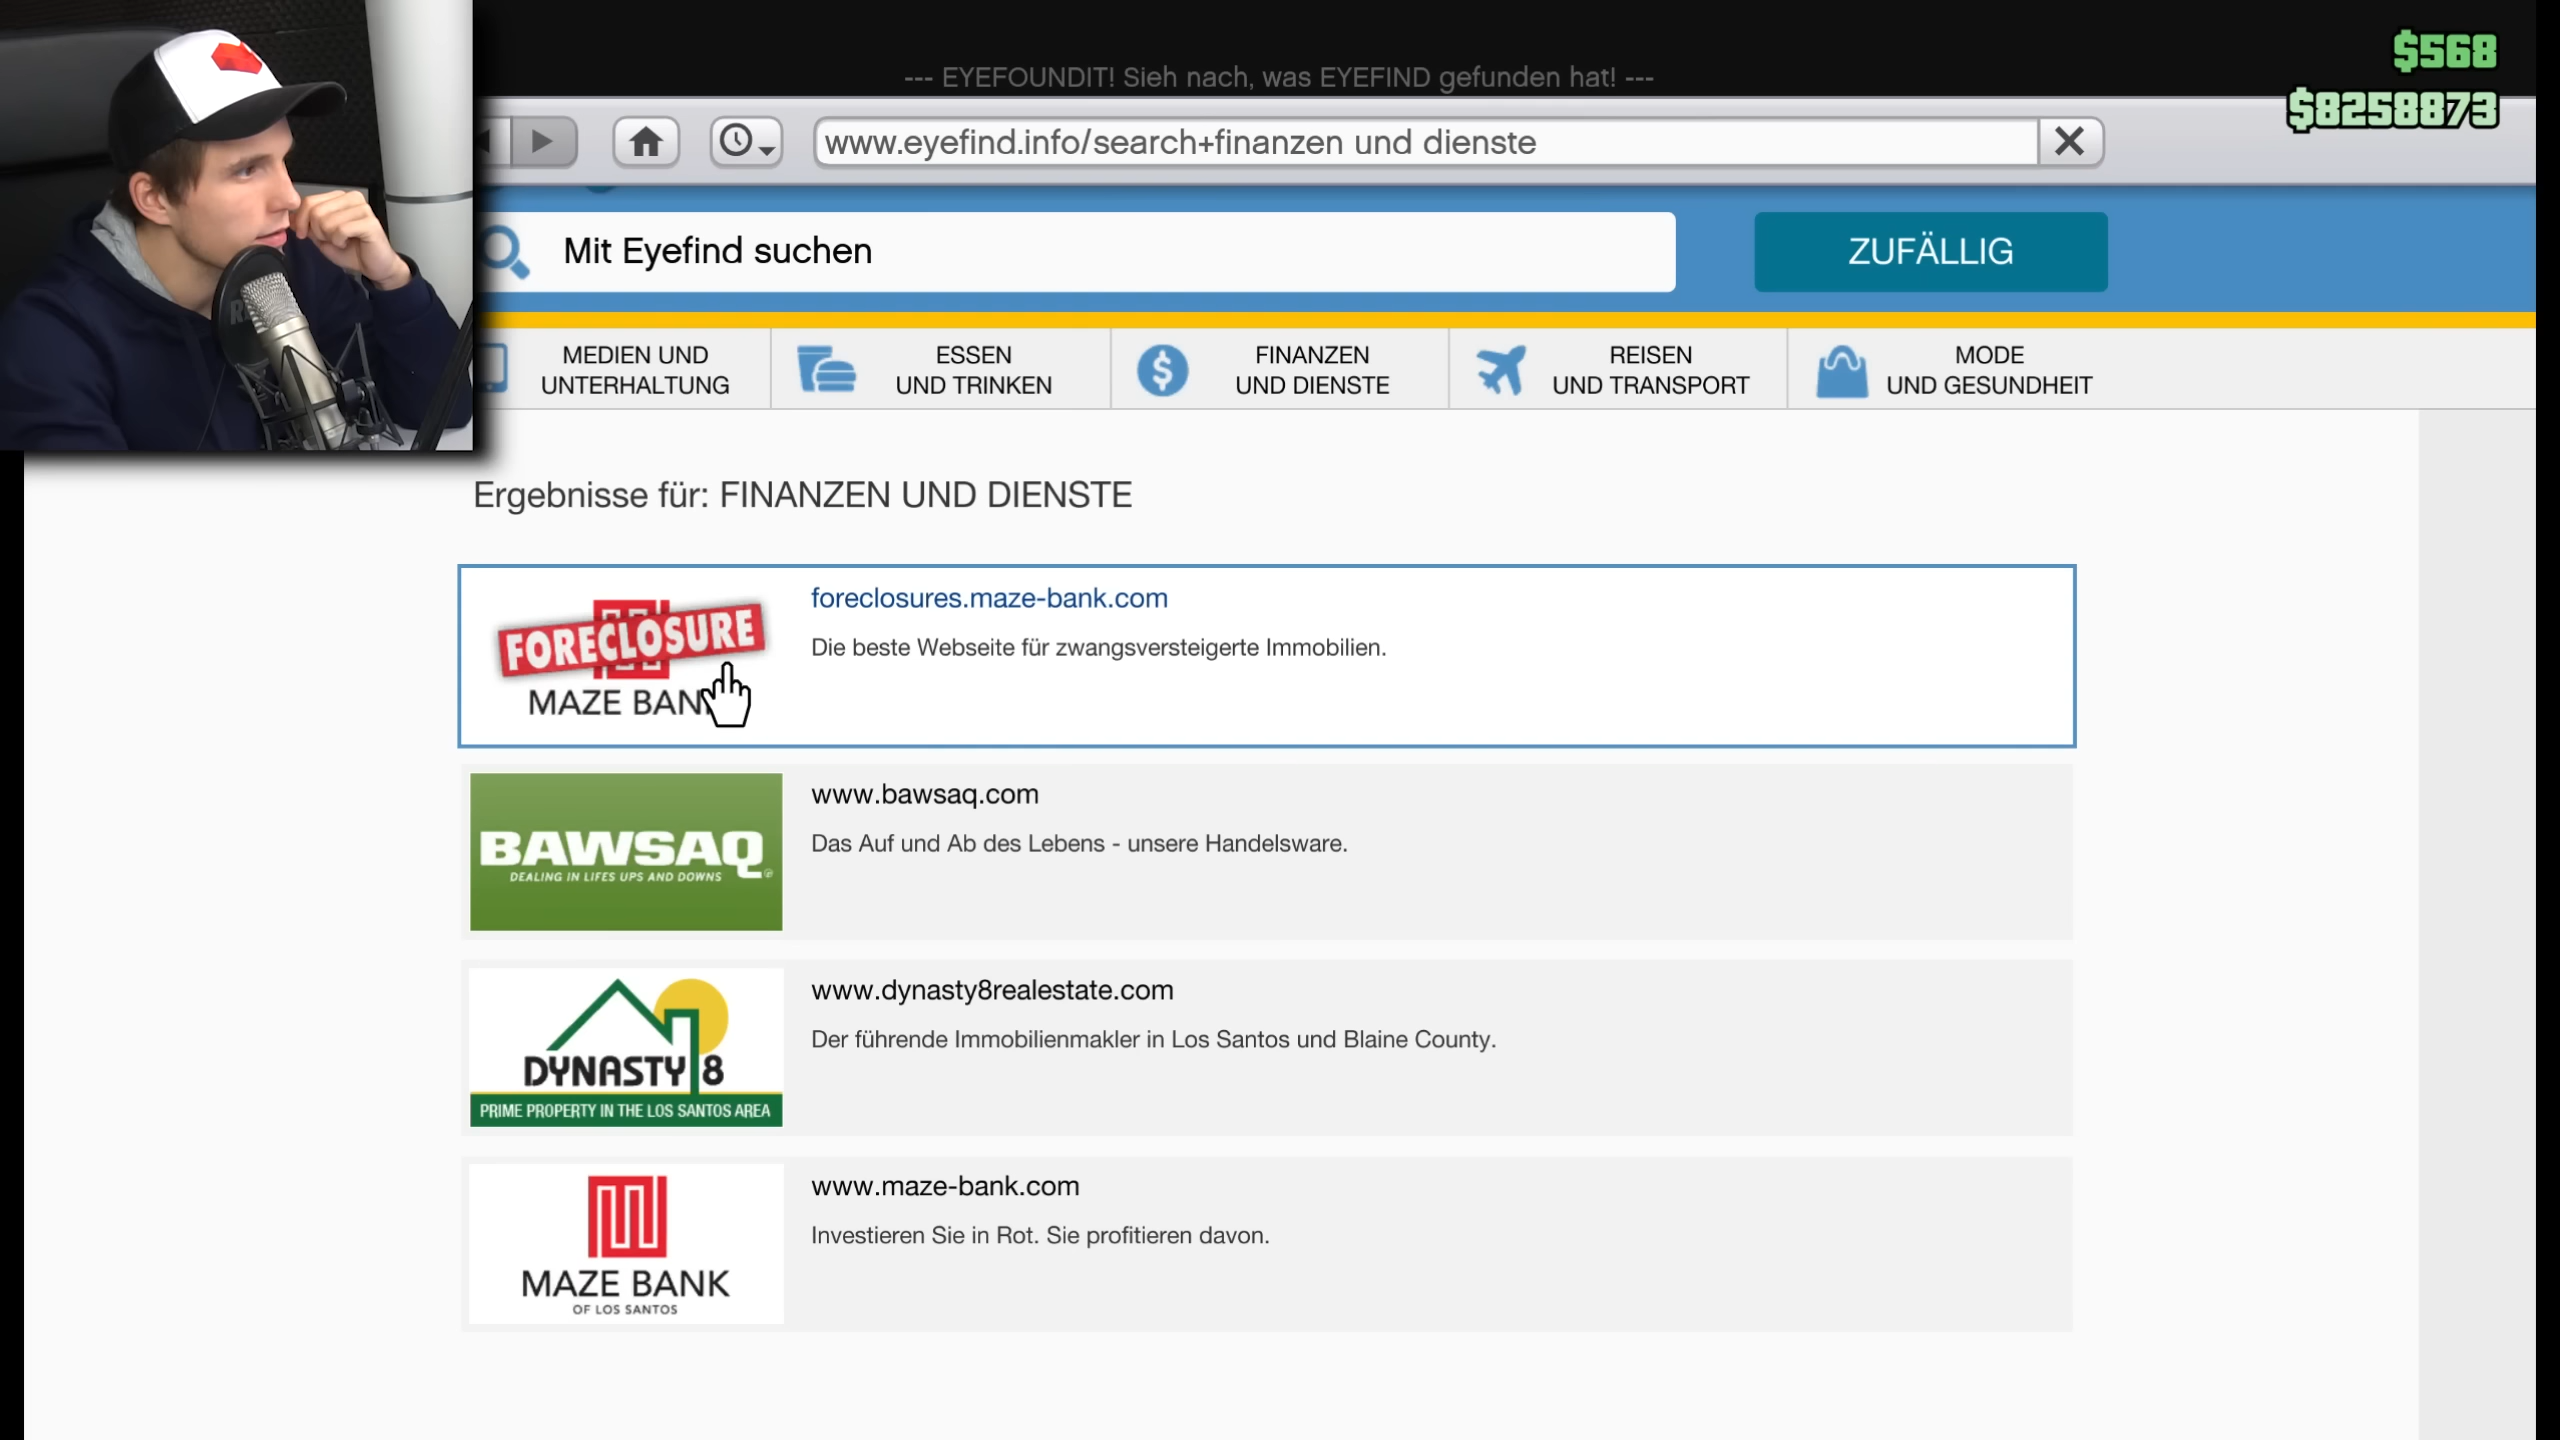 --- EYEFOUNDIT! Sieh nach, was EYEFIND gefunden hat! ---
$568
$8258873
www.eyefind.info/search+finanzen und dienste
Mit Eyefind suchen
ZUFÄLLIG
MEDIEN UND
UNTERHALTUNG
ESSEN
UND TRINKEN
FINANZEN
UND DIENSTE
REISEN
UND TRANSPORT
MODE
UND GESUNDHEIT
Ergebnisse für: FINANZEN UND DIENSTE
FORECLOSURE
MAZE BAN
foreclosures.maze-bank.com
Die beste Webseite für zwangsversteigerte Immobilien.
BAWSAQ
DEALING IN LIFES UPS AND DOWNS
www.bawsaq.com
Das Auf und Ab des Lebens - unsere Handelsware.
DYNASTY 8
PRIME PROPERTY IN THE LOS SANTOS AREA
www.dynasty8realestate.com
Der führende Immobilienmakler in Los Santos und Blaine County.
MAZE BANK
OF LOS SANTOS
www.maze-bank.com
Investieren Sie in Rot. Sie profitieren davon.